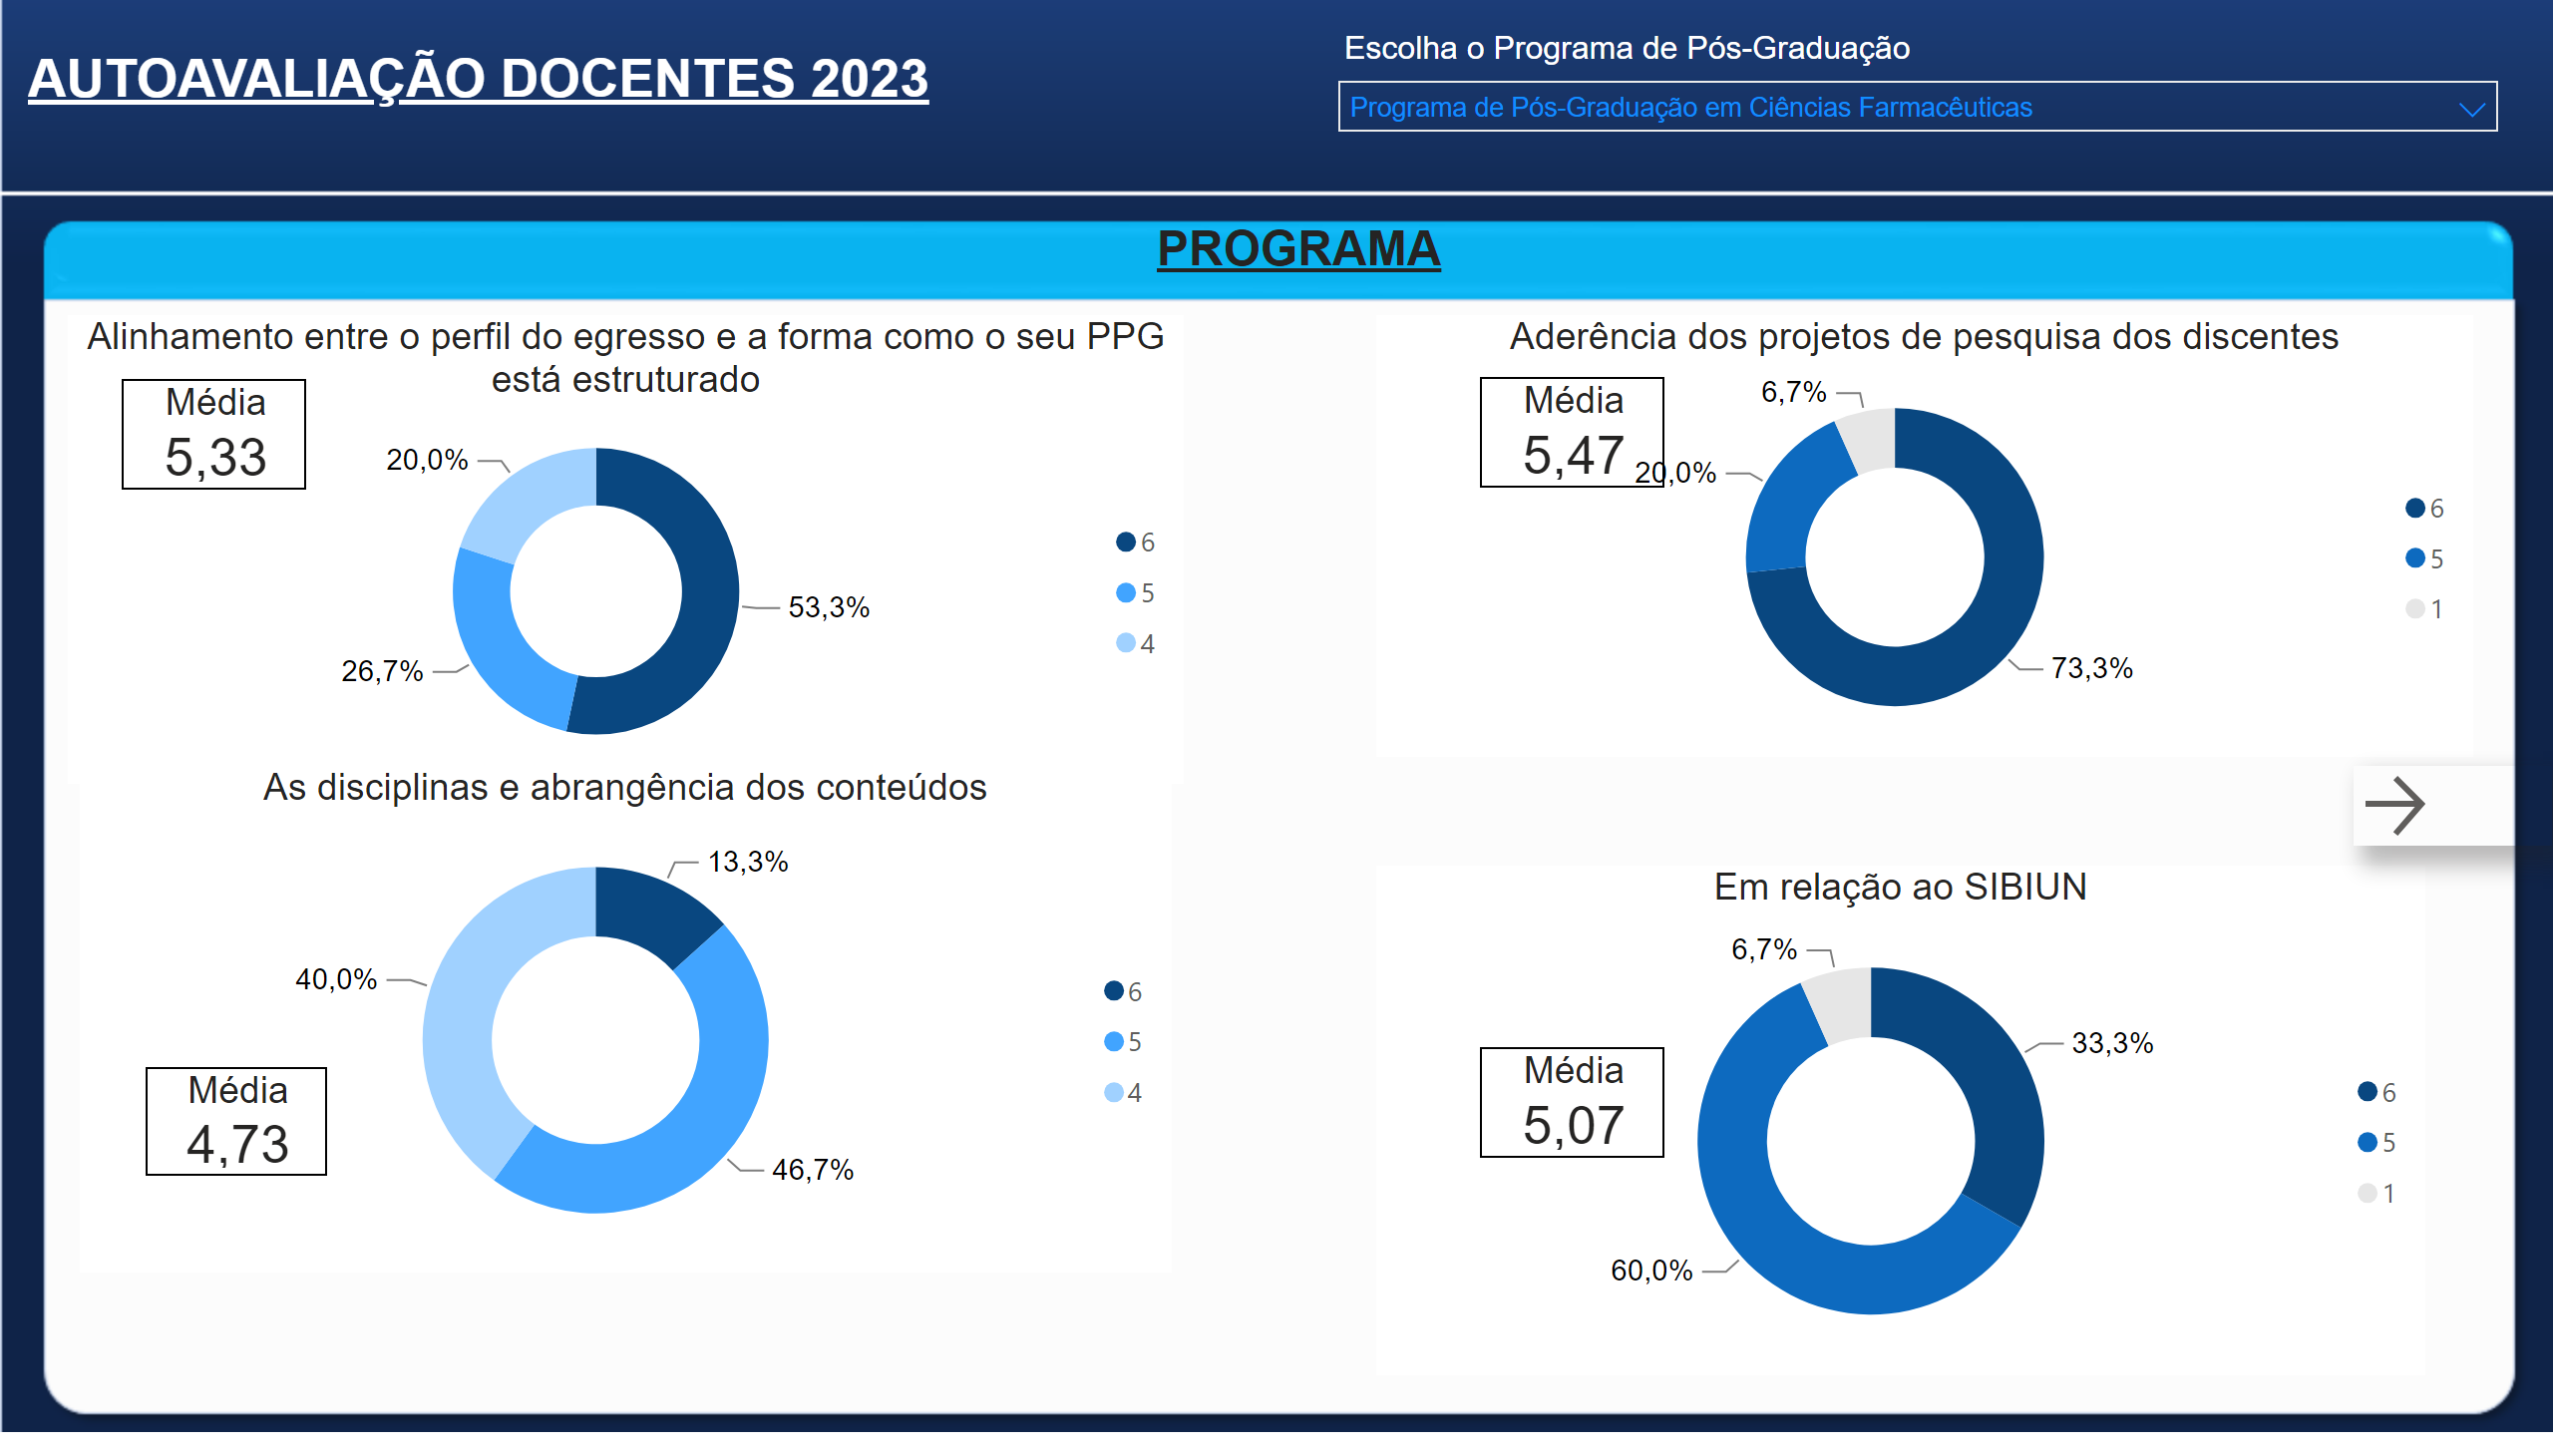 AUTOAVALIAÇÃO DOCENTES 2023
Escolha o Programa de Pós-Graduação
Programa de Pós-Graduação em Ciências Farmacêuticas
PROGRAMA
Alinhamento entre o perfil do egresso e a forma como o seu PPG
está estruturado
Média
5,33
20,0%
53,3%
26,7%
6
5
4
Aderência dos projetos de pesquisa dos discentes
Média
5,47
6,7%
20,0%
73,3%
6
5
1
As disciplinas e abrangência dos conteúdos
13,3%
40,0%
46,7%
Média
4,73
6
5
4
Em relação ao SIBIUN
6,7%
33,3%
60,0%
Média
5,07
6
5
1